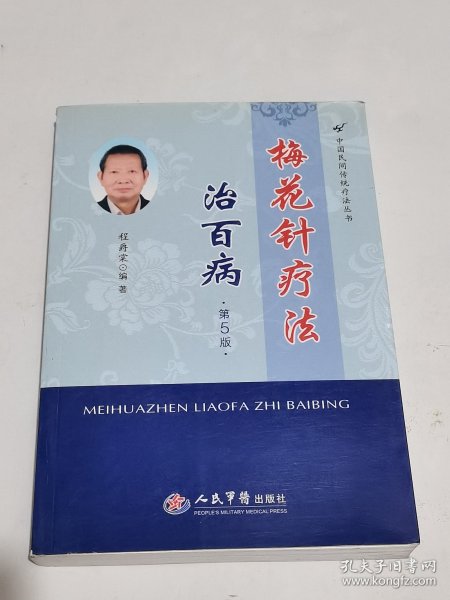 中国民间传统疗法丛书
梅花针疗法
治百病
·第5版·
程爵棠◎编著
MEIHUAZHEN LIAOFA ZHI BAIBING
人民军医出版社
PEOPLE'S MILITARY MEDICAL PRESS
孔夫子旧书网
www.kongfz.com